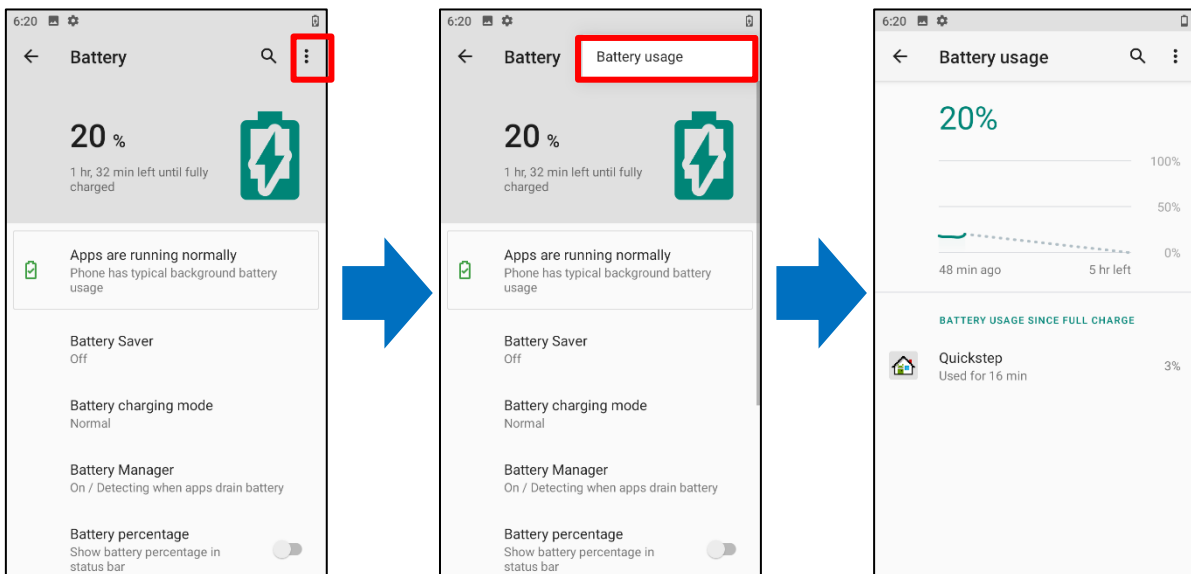 6:20
Battery
20 %
1 hr, 32 min left until fully
charged
Apps are running normally
Phone has typical background battery
usage
Battery Saver
Off
Battery charging mode
Normal
Battery Manager
On / Detecting when apps drain battery
Battery percentage
Show battery percentage in
status bar
6:20
Battery
Battery usage
20 %
1 hr, 32 min left until fully
charged
Apps are running normally
Phone has typical background battery
usage
Battery Saver
Off
Battery charging mode
Normal
Battery Manager
On / Detecting when apps drain battery
Battery percentage
Show battery percentage in
status bar
6:20
Battery usage
20%
100%
50%
0%
48 min ago 5 hr left
BATTERY USAGE SINCE FULL CHARGE
Quickstep
3%
Used for 16 min